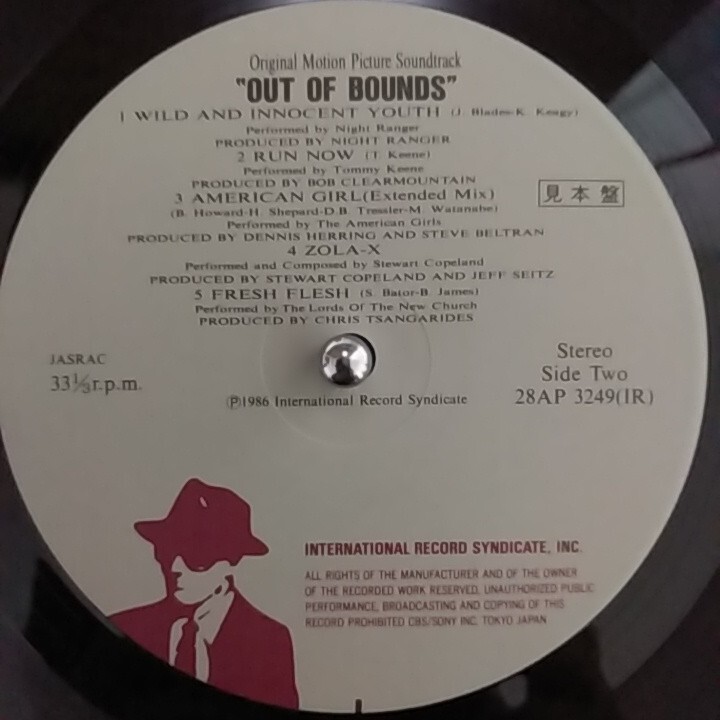 Original Motion Picture Soundtrack
"OUT OF BOUNDS"
1 WILD AND INNOCENT YOUTH (J. Blades-K. Keagy)
Performed by Night Ranger
PRODUCED BY NIGHT RANGER
2 RUN NOW (T. Keene)
Performed by Tommy Keene
PRODUCED BY BOB CLEARMOUNTAIN
3 AMERICAN GIRL(Extended Mix)
見本盤
(B. Howard-H. Shepard-D.B. Tressler-M. Watanabe)
Performed by The American Girls
PRODUCED BY DENNIS HERRING AND STEVE BELTRAN
4 ZOLA-X
Performed and Composed by Stewart Copeland
PRODUCED BY STEWART COPELAND AND JEFF SEITZ
5 FRESH FLESH (S. Bator-B. James)
Performed by The Lords Of The New Church
PRODUCED BY CHRIS TSANGARIDES
JASRAC
33⅓r.p.m.
Stereo
Side Two
28AP 3249(IR)
℗1986 International Record Syndicate
INTERNATIONAL RECORD SYNDICATE, INC.
ALL RIGHTS OF THE MANUFACTURER AND OF THE OWNER
OF THE RECORDED WORK RESERVED. UNAUTHORIZED PUBLIC
PERFORMANCE, BROADCASTING AND COPYING OF THIS
RECORD PROHIBITED CBS/SONY INC. TOKYO JAPAN